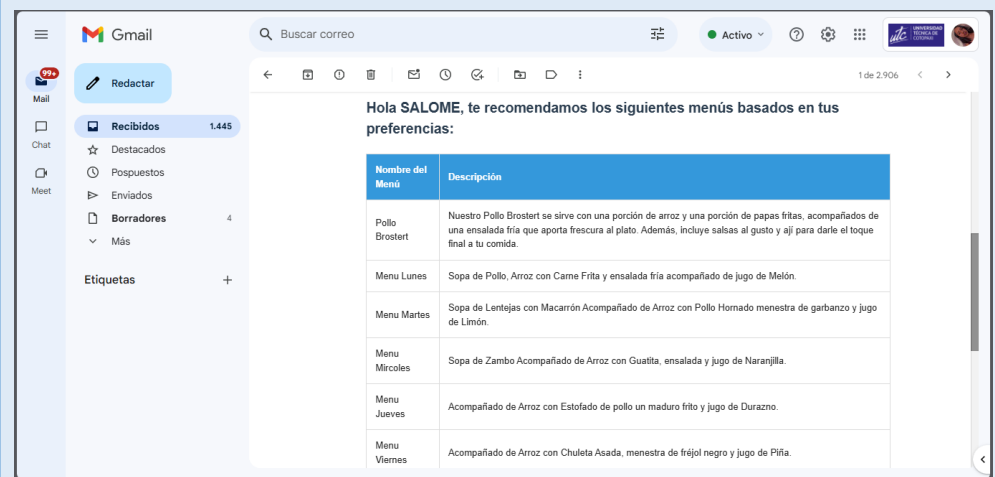 Gmail
Buscar correo
Activo
UNIVERSIDAD
TÉCNICA DE
COTOPAXI
utc
99+
Mail
Chat
Meet
Redactar
Recibidos 1.445
Destacados
Pospuestos
Enviados
Borradores 4
Más
Etiquetas
1 de 2.906
Hola SALOME, te recomendamos los siguientes menús basados en tus
preferencias:
Nombre del
Menú
Descripción
Pollo
Brostert
Nuestro Pollo Brostert se sirve con una porción de arroz y una porción de papas fritas, acompañados de
una ensalada fría que aporta frescura al plato. Además, incluye salsas al gusto y ají para darle el toque
final a tu comida.
Menu Lunes
Sopa de Pollo, Arroz con Carne Frita y ensalada fría acompañado de jugo de Melón.
Menu Martes
Sopa de Lentejas con Macarrón Acompañado de Arroz con Pollo Hornado menestra de garbanzo y jugo
de Limón.
Menu
Mircoles
Sopa de Zambo Acompañado de Arroz con Guatita, ensalada y jugo de Naranjilla.
Menu
Jueves
Acompañado de Arroz con Estofado de pollo un maduro frito y jugo de Durazno.
Menu
Viernes
Acompañado de Arroz con Chuleta Asada, menestra de fréjol negro y jugo de Piña.